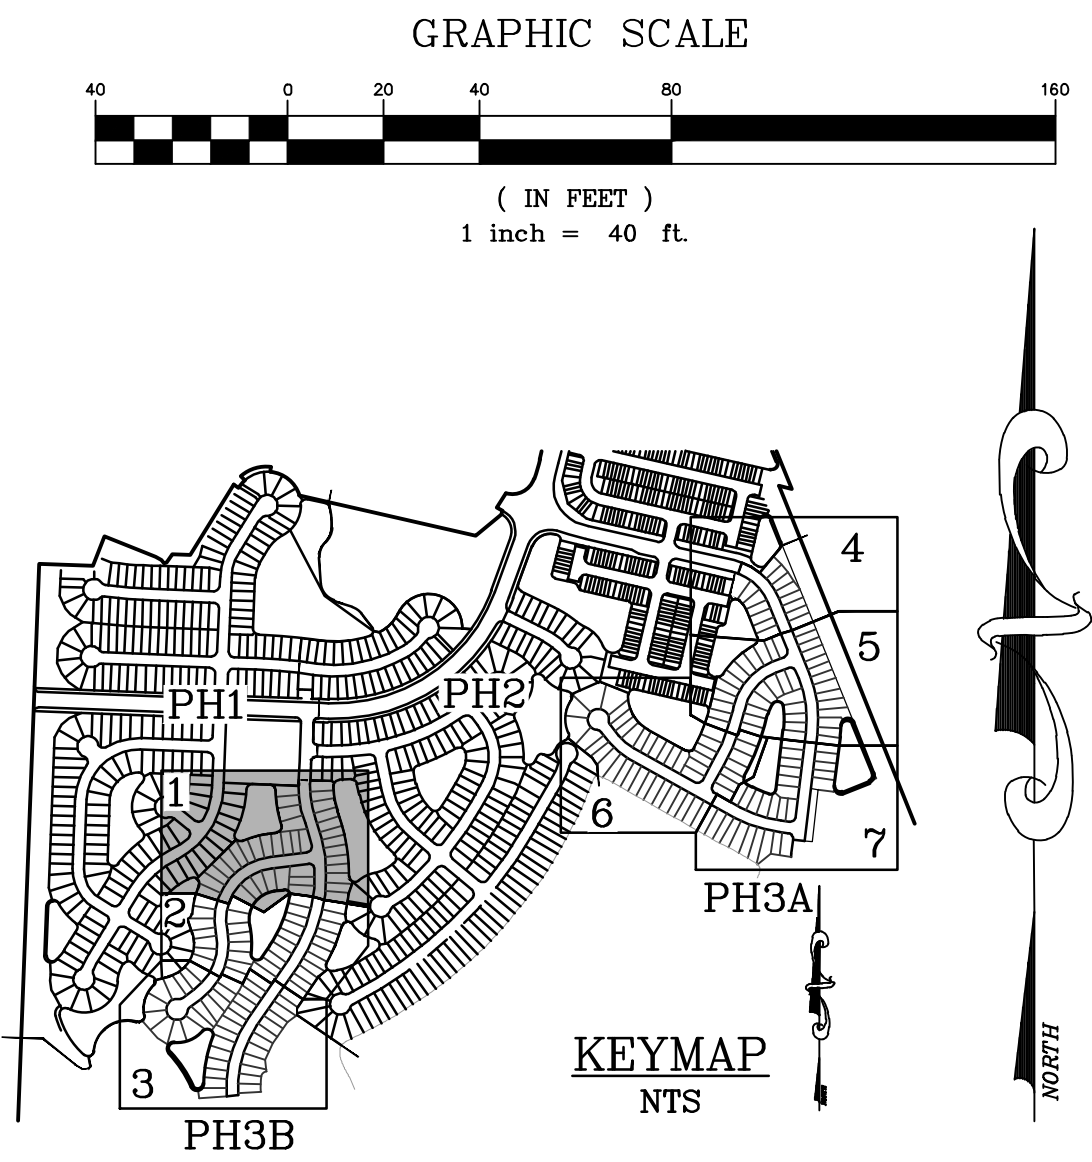 GRAPHIC SCALE
40 0 20 40 80 160
( IN FEET )
1 inch = 40 ft.
4
5
PH1
PH2
1
6
7
PH3A
2
NORTH
KEYMAP
NTS
3
PH3B